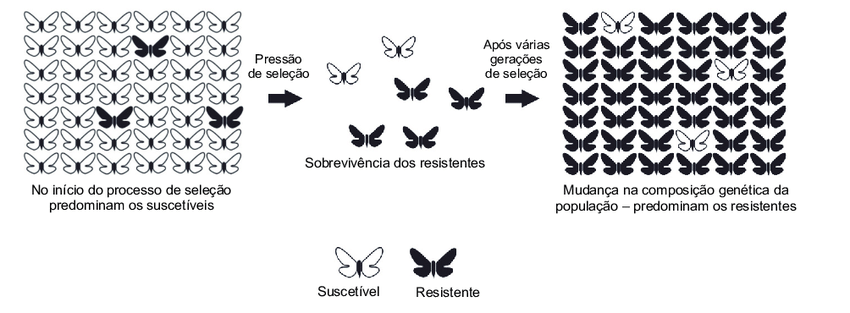 No início do processo de seleção
predominam os suscetíveis
Pressão
de seleção
Sobrevivência dos resistentes
Após várias
gerações
de seleção
Mudança na composição genética da
população – predominam os resistentes
Suscetível
Resistente